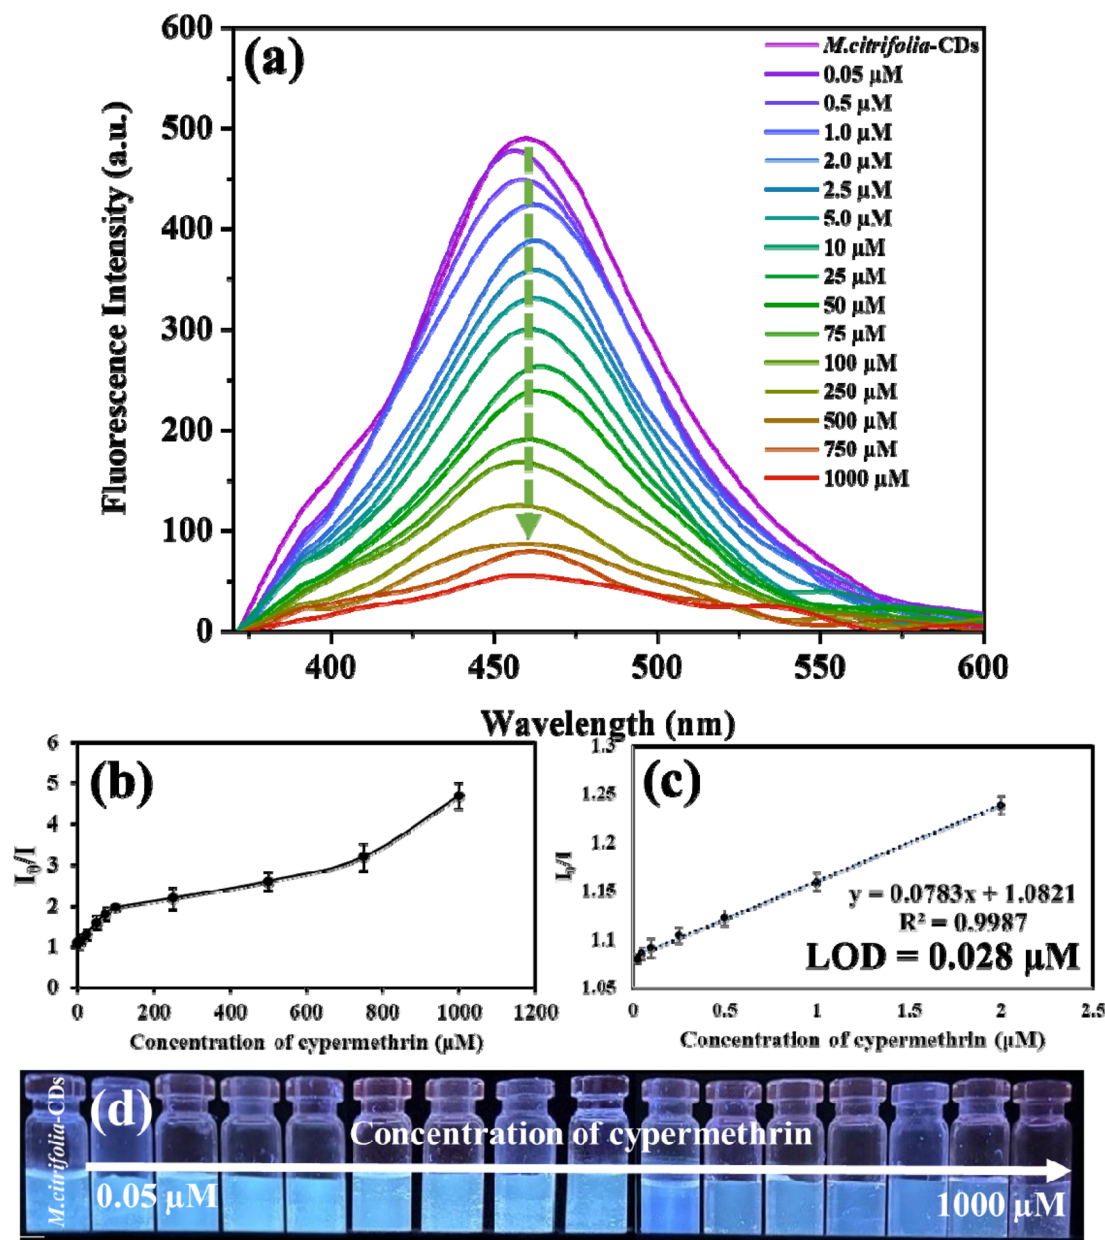 600
500
400
300
200
100
0
Fluorescence Intensity (a.u.)
(a)
M.citrifolia-CDs
0.05 µM
0.5 µM
1.0 µM
2.0 µM
2.5 µM
5.0 µM
10 µM
25 µM
50 µM
75 µM
100 µM
250 µM
500 µM
750 µM
1000 µM
400
450
500
550
600
Wavelength (nm)
(b)
6
5
4
3
2
1
0
I₀/I
0
200
400
600
800
1000
1200
Concentration of cypermethrin (µM)
(c)
1.3
1.25
1.2
1.15
1.1
1.05
I₀/I
y = 0.0783x + 1.0821
R² = 0.9987
LOD = 0.028 µM
0
0.5
1
1.5
2
2.5
Concentration of cypermethrin (µM)
M.citrifolia-CDs
(d)
Concentration of cypermethrin
0.05 µM
1000 µM